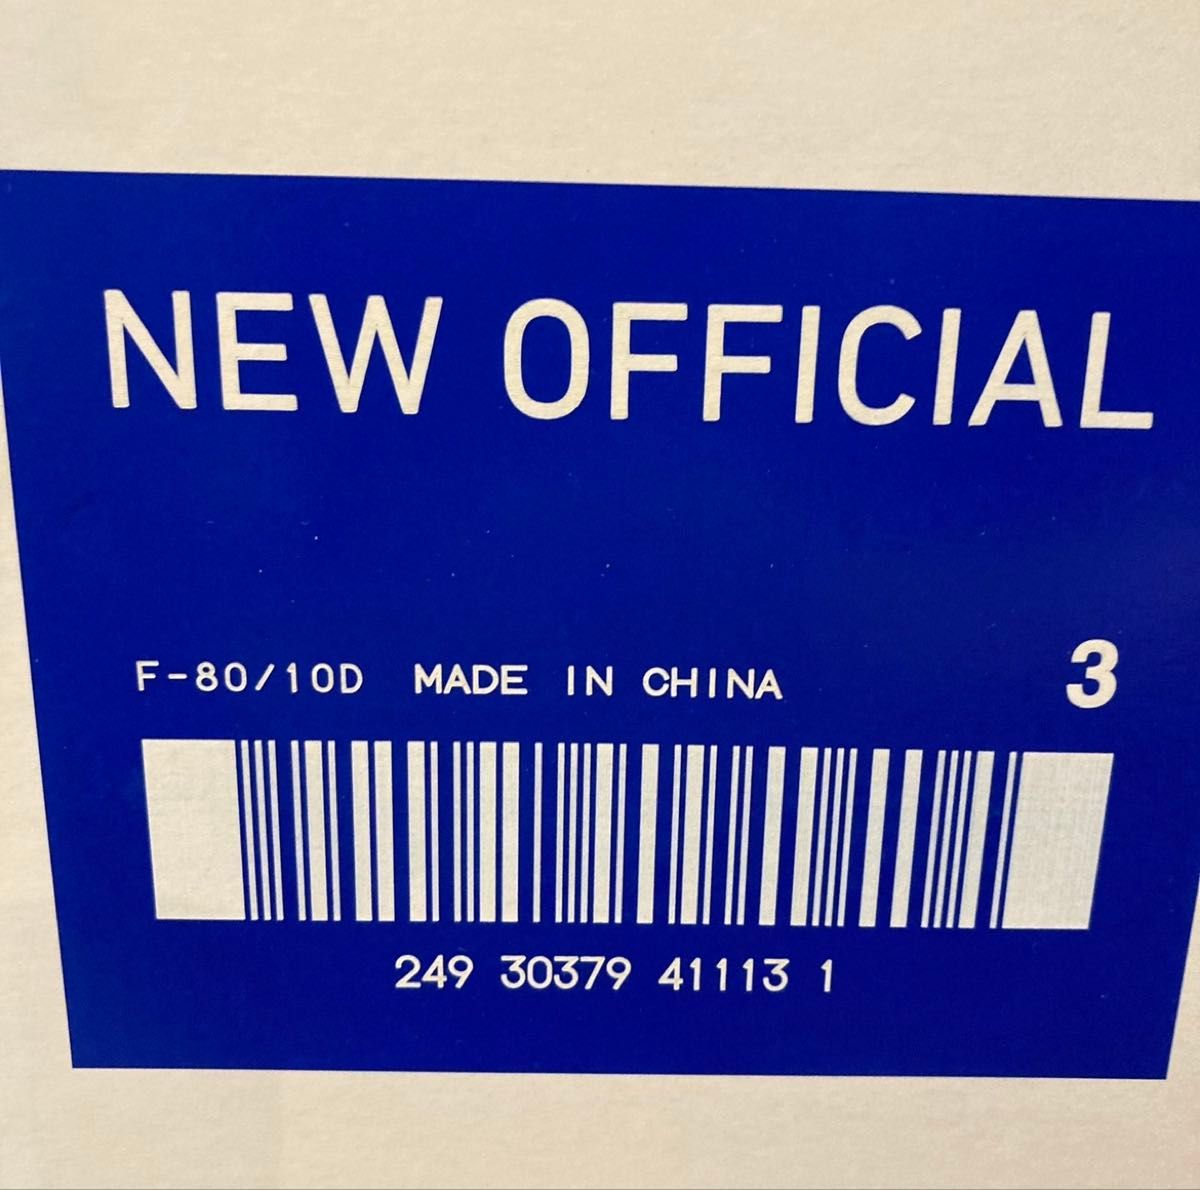 NEW OFFICIAL
F-80/10D MADE IN CHINA 3
249 30379 41113 1